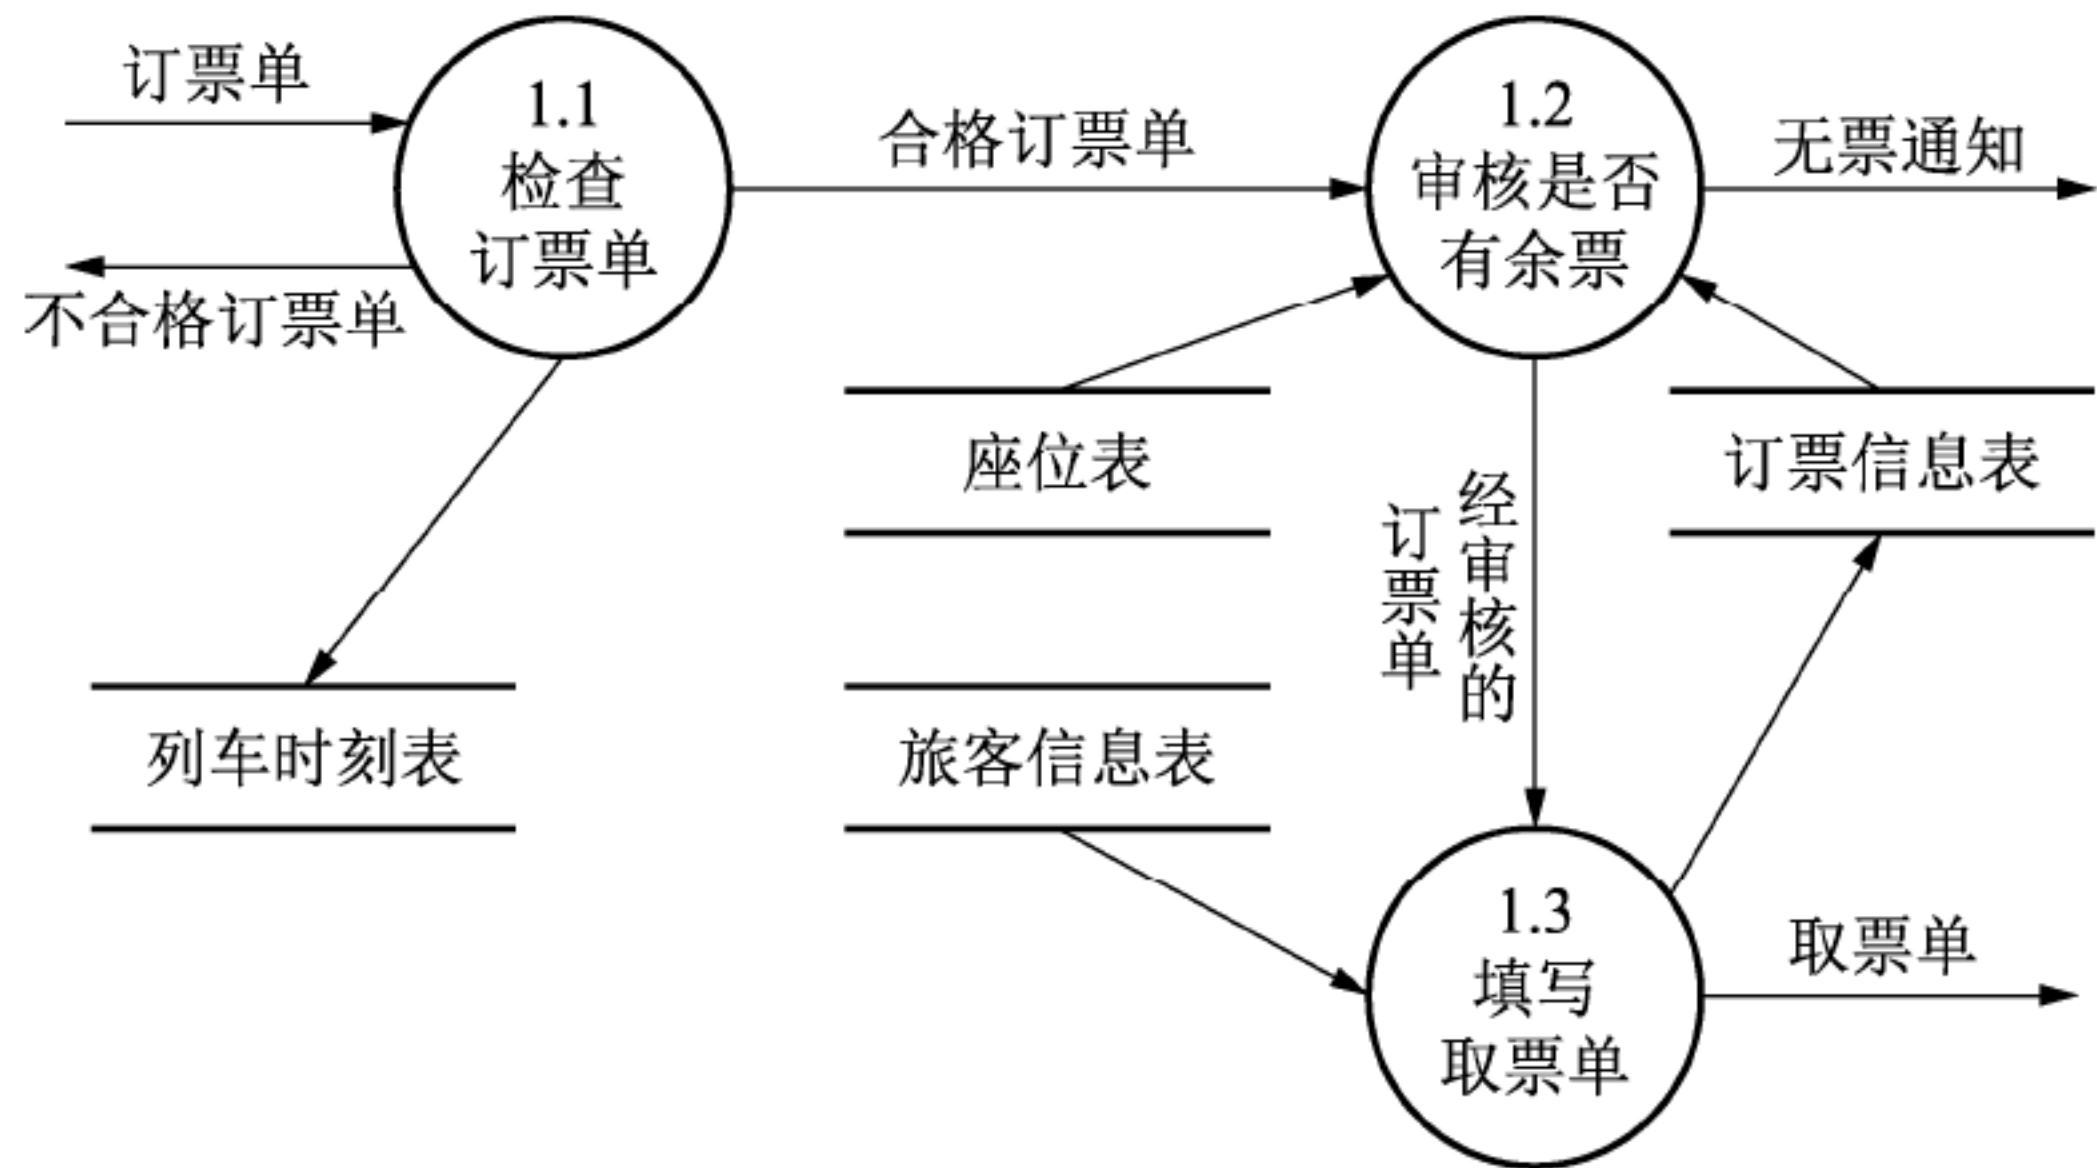 订票单
1.1
检查
订票单
不合格订票单
合格订票单
1.2
审核是否
有余票
无票通知
座位表
订票信息表
经审核的
订票单
列车时刻表
旅客信息表
1.3
填写
取票单
取票单